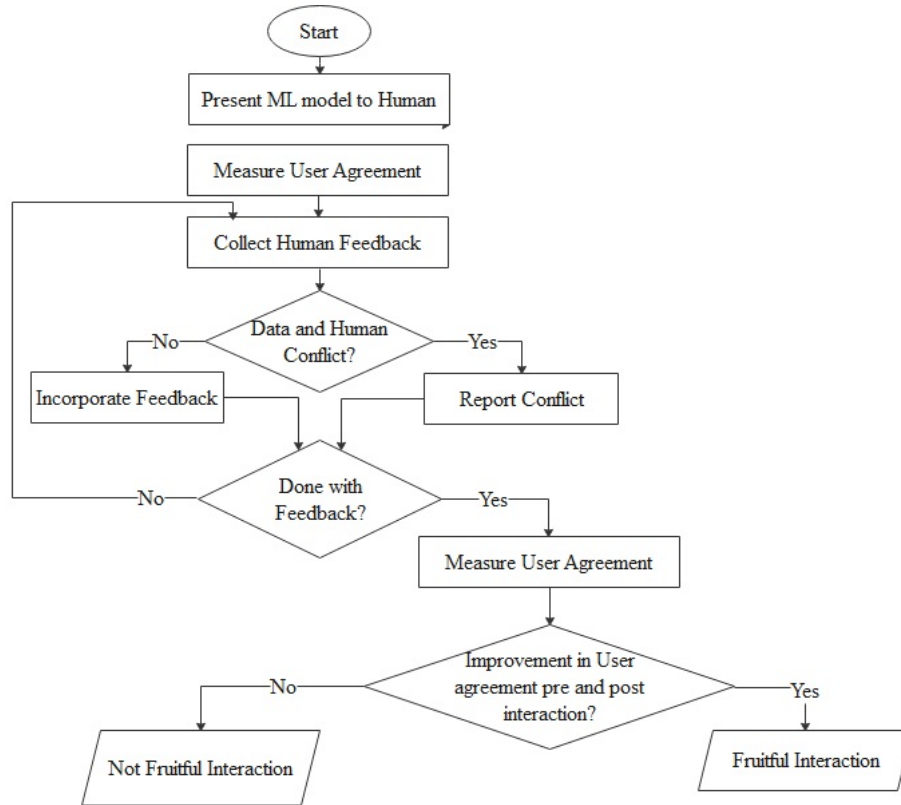 Start
Present ML model to Human
Measure User Agreement
Collect Human Feedback
Data and Human
Conflict?
No
Yes
Incorporate Feedback
Report Conflict
Done with
Feedback?
No
Yes
Measure User Agreement
Improvement in User
agreement pre and post
interaction?
No
Yes
Not Fruitful Interaction
Fruitful Interaction